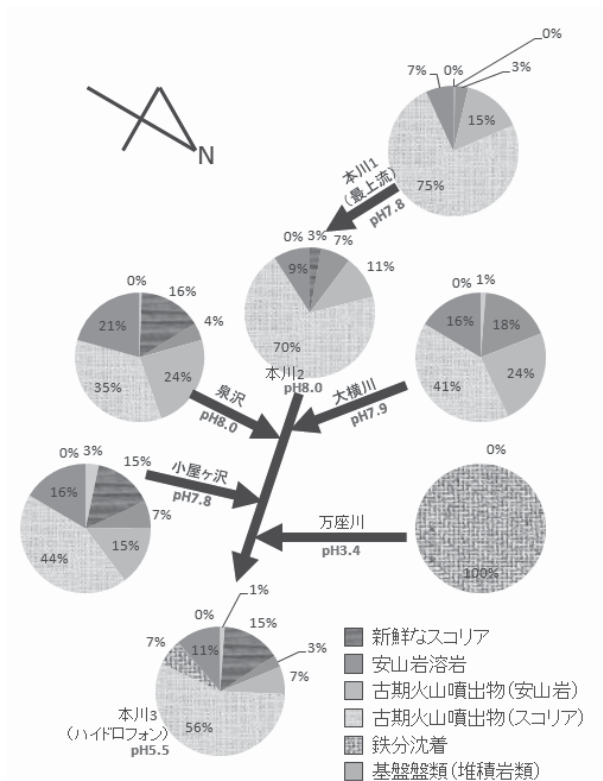 0%
7%
0%
3%
15%
75%
本川1
(最上流)
pH7.8
N
0%
3%
7%
9%
11%
70%
本川2
pH8.0
0%
16%
4%
21%
24%
35%
泉沢
pH8.0
0%
1%
16%
18%
24%
41%
大横川
pH7.9
0%
3%
15%
7%
16%
15%
44%
小屋ヶ沢
pH7.8
0%
100%
万座川
pH3.4
0%
1%
15%
3%
7%
7%
11%
56%
本川3
(ハイドロフォン)
pH5.5
新鮮なスコリア
安山岩溶岩
古期火山噴出物(安山岩)
古期火山噴出物(スコリア)
鉄分沈着
基盤盤類(堆積岩類)